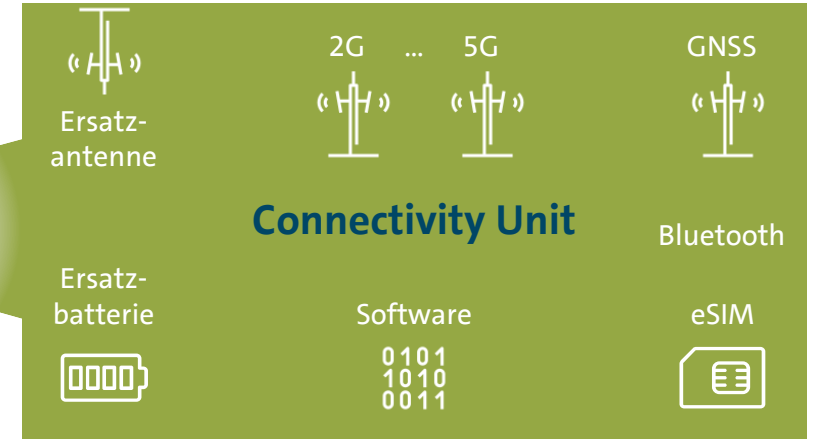 2G ... 5G
GNSS
Ersatz-
antenne
Connectivity Unit
Bluetooth
Ersatz-
batterie
Software
eSIM
0101
1010
0011